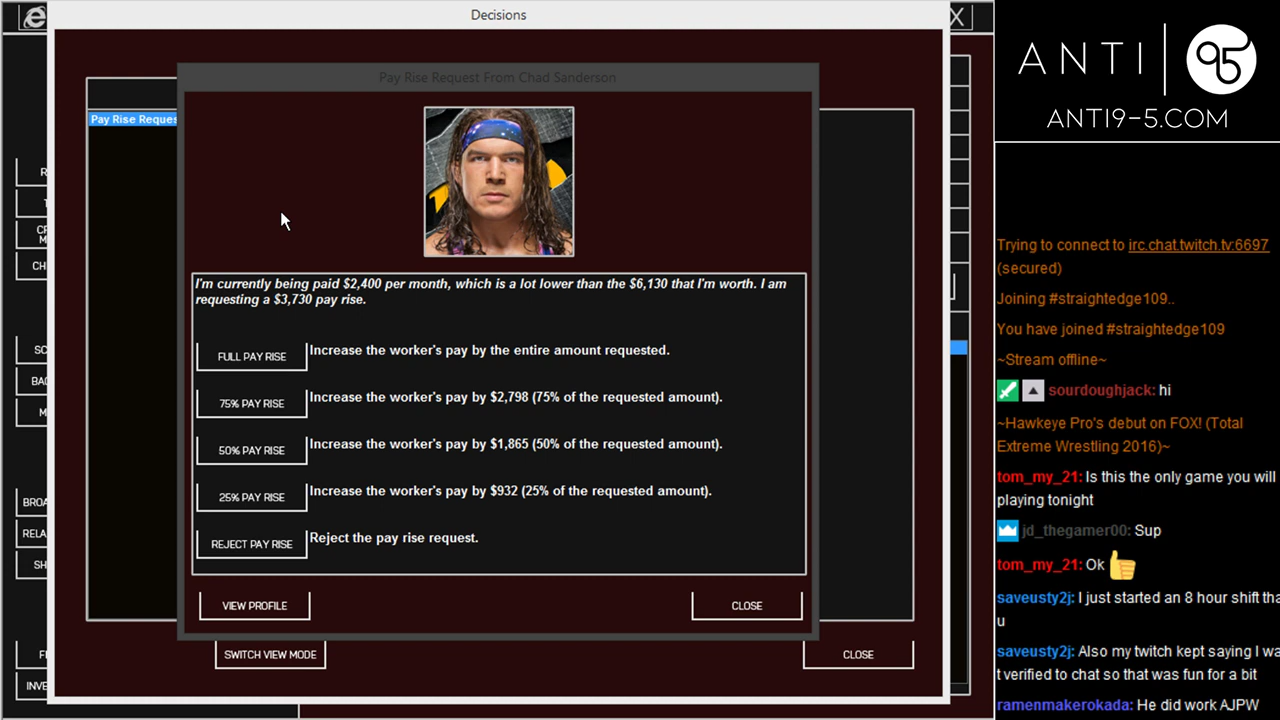 Decisions
X
ANTI 95
ANTI9-5.COM
Pay Rise Request From Chad Sanderson
Pay Rise Reques
I'm currently being paid $2,400 per month, which is a lot lower than the $6,130 that I'm worth. I am
requesting a $3,730 pay rise.
FULL PAY RISE Increase the worker's pay by the entire amount requested.
75% PAY RISE Increase the worker's pay by $2,798 (75% of the requested amount).
50% PAY RISE Increase the worker's pay by $1,865 (50% of the requested amount).
25% PAY RISE Increase the worker's pay by $932 (25% of the requested amount).
REJECT PAY RISE Reject the pay rise request.
VIEW PROFILE CLOSE
SWITCH VIEW MODE CLOSE
R
CH
SC
BAC
M
BROA
RELA
SH
INVE
Trying to connect to irc.chat.twitch.tv:6697
(secured)
Joining #straightedge109..
You have joined #straightedge109
~Stream offline~
sourdoughjack: hi
~Hawkeye Pro's debut on FOX! (Total
Extreme Wrestling 2016)~
tom_my_21: Is this the only game you will
playing tonight
jd_thegamer00: Sup
tom_my_21: Ok
saveusty2j: I just started an 8 hour shift tha
u
saveusty2j: Also my twitch kept saying I wa
t verified to chat so that was fun for a bit
ramenmakerokada: He did work AJPW